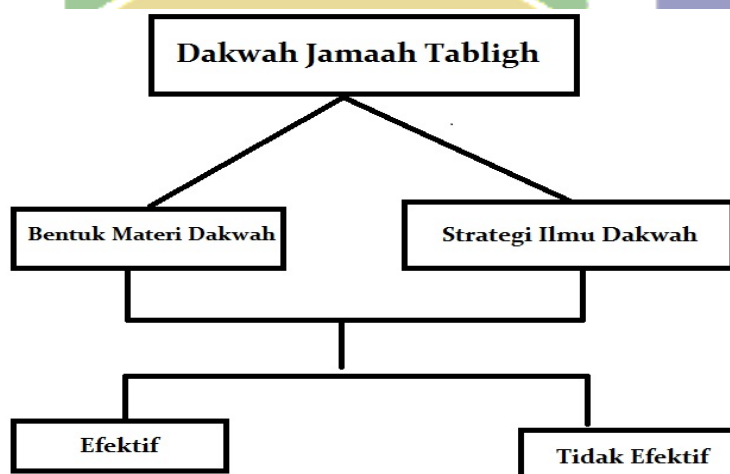 Dakwah Jamaah Tabligh
Bentuk Materi Dakwah
Strategi Ilmu Dakwah
Efektif
Tidak Efektif